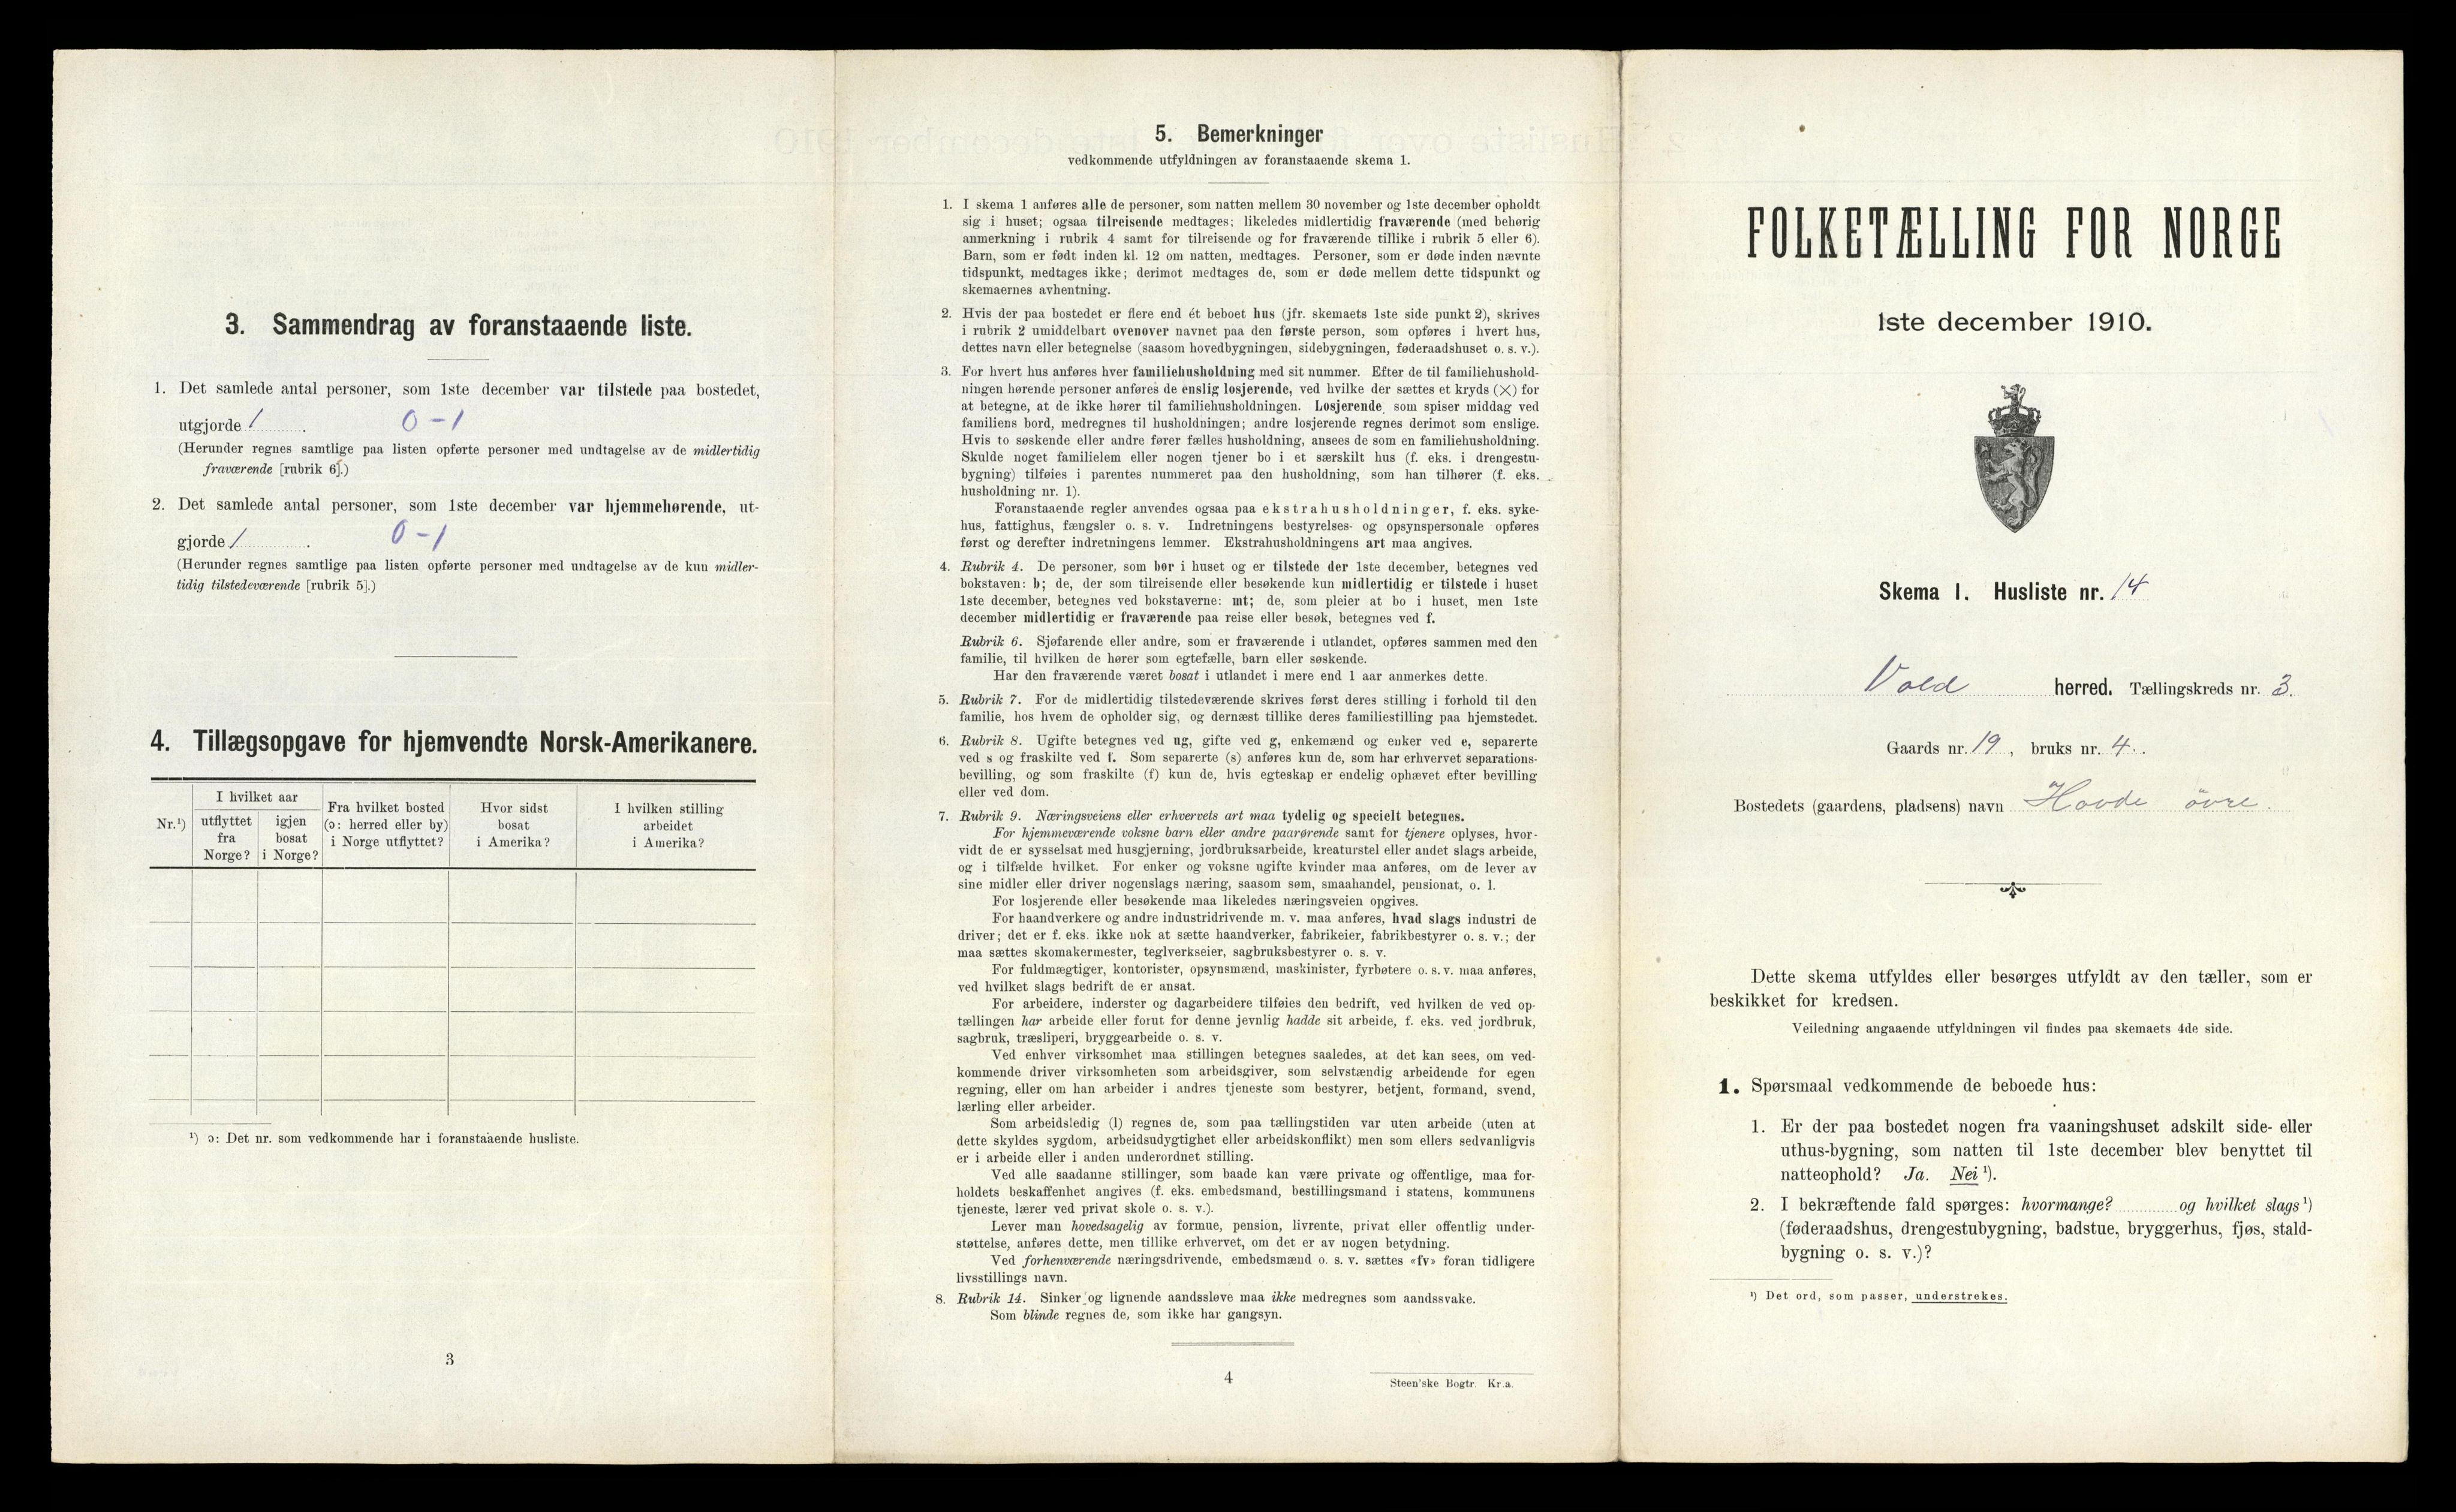 3. Sammendrag av foranstaaende liste.
1. Det samlede antal personer, som 1ste december var tilstede paa bostedet,
utgjorde 1. 0 - 1
(Herunder regnes samtlige paa listen opførte personer med undtagelse av de midlertidig
fraværende [rubrik 6].)
2. Det samlede antal personer, som 1ste december var hjemmehørende, ut-
gjorde 1. 0 - 1
(Herunder regnes samtlige paa listen opførte personer med undtagelse av de kun midler-
tidig tilstedeværende [rubrik 5].)
4. Tillægsopgave for hjemvendte Norsk-Amerikanere.
Nr.¹)
I hvilket aar
utflyttet fra Norge?
igjen bosat i Norge?
Fra hvilket bosted (ɔ: herred eller by) i Norge utflyttet?
Hvor sidst bosat i Amerika?
I hvilken stilling arbeidet i Amerika?
¹) ɔ: Det nr. som vedkommende har i foranstaaende husliste.
3
5. Bemerkninger
vedkommende utfyldningen av foranstaaende skema 1.
1. I skema 1 anføres alle de personer, som natten mellem 30 november og 1ste december opholdt
sig i huset; ogsaa tilreisende medtages; likeledes midlertidig fraværende (med behørig
anmerkning i rubrik 4 samt for tilreisende og for fraværende tillike i rubrik 5 eller 6).
Barn, som er født inden kl. 12 om natten, medtages. Personer, som er døde inden nævnte
tidspunkt, medtages ikke; derimot medtages de, som er døde mellem dette tidspunkt og
skemaernes avhentning.
2. Hvis der paa bostedet er flere end ét beboet hus (jfr. skemaets 1ste side punkt 2), skrives
i rubrik 2 umiddelbart ovenover navnet paa den første person, som opføres i hvert hus,
dettes navn eller betegnelse (saasom hovedbygningen, sidebygningen, føderaadshuset o. s. v.).
3. For hvert hus anføres hver familiehusholdning med sit nummer. Efter de til familiehushold-
ningen hørende personer anføres de enslig losjerende, ved hvilke der sættes et kryds (×) for
at betegne, at de ikke hører til familiehusholdningen. Losjerende som spiser middag ved
familiens bord, medregnes til husholdningen; andre losjerende regnes derimot som enslige.
Hvis to søskende eller andre fører fælles husholdning, ansees de som en familiehusholdning.
Skulde noget familielem eller nogen tjener bo i et særskilt hus (f. eks. i drengestu-
bygning) tilføies i parentes nummeret paa den husholdning, som han tilhører (f. eks.
husholdning nr. 1).
Foranstaaende regler anvendes ogsaa paa ekstrahusholdninger, f. eks. syke-
hus, fattighus, fængsler o. s. v. Indretningens bestyrelses- og opsynspersonale opføres
først og derefter indretningens lemmer. Ekstrahusholdningens art maa angives.
4. Rubrik 4. De personer, som bor i huset og er tilstede der 1ste december, betegnes ved
bokstaven: b; de, der som tilreisende eller besøkende kun midlertidig er tilstede i huset
1ste december, betegnes ved bokstaverne: mt; de, som pleier at bo i huset, men 1ste
december midlertidig er fraværende paa reise eller besøk, betegnes ved f.
Rubrik 6. Sjøfarende eller andre, som er fraværende i utlandet, opføres sammen med den
familie, til hvilken de hører som egtefælle, barn eller søskende.
Har den fraværende været bosat i utlandet i mere end 1 aar anmerkes dette.
5. Rubrik 7. For de midlertidig tilstedeværende skrives først deres stilling i forhold til den
familie, hos hvem de opholder sig, og dernæst tillike deres familiestilling paa hjemstedet.
6. Rubrik 8. Ugifte betegnes ved ug, gifte ved g, enkemænd og enker ved e, separerte
ved s og fraskilte ved f. Som separerte (s) anføres kun de, som har erhvervet separations-
bevilling, og som fraskilte (f) kun de, hvis egteskap er endelig ophævet efter bevilling
eller ved dom.
7. Rubrik 9. Næringsveiens eller erhvervets art maa tydelig og specielt betegnes.
For hjemmeværende voksne barn eller andre paarørende samt for tjenere oplyses, hvor-
vidt de er sysselsat med husgjerning, jordbruksarbeide, kreaturstel eller andet slags arbeide,
og i tilfælde hvilket. For enker og voksne ugifte kvinder maa anføres, om de lever av
sine midler eller driver nogenslags næring, saasom søm, smaahandel, pensionat, o. l.
For losjerende eller besøkende maa likeledes næringsveien opgives.
For haandverkere og andre industridrivende m. v. maa anføres, hvad slags industri de
driver; det er f. eks. ikke nok at sætte haandverker, fabrikeier, fabrikbestyrer o. s. v.; der
maa sættes skomakermester, teglverkseier, sagbruksbestyrer o. s. v.
For fuldmægtiger, kontorister, opsynsmænd, maskinister, fyrbøtere o. s. v. maa anføres,
ved hvilket slags bedrift de er ansat.
For arbeidere, inderster og dagarbeidere tilføies den bedrift, ved hvilken de ved op-
tællingen har arbeide eller forut for denne jevnlig hadde sit arbeide, f. eks. ved jordbruk,
sagbruk, træsliperi, bryggearbeide o. s. v.
Ved enhver virksomhet maa stillingen betegnes saaledes, at det kan sees, om ved-
kommende driver virksomheten som arbeidsgiver, som selvstændig arbeidende for egen
regning, eller om han arbeider i andres tjeneste som bestyrer, betjent, formand, svend,
lærling eller arbeider.
Som arbeidsledig (l) regnes de, som paa tællingstiden var uten arbeide (uten at
dette skyldes sygdom, arbeidsudygtighet eller arbeidskonflikt) men som ellers sedvanligvis
er i arbeide eller i anden underordnet stilling.
Ved alle saadanne stillinger, som baade kan være private og offentlige, maa for-
holdets beskaffenhet angives (f. eks. embedsmand, bestillingsmand i statens, kommunens
tjeneste, lærer ved privat skole o. s. v.).
Lever man hovedsagelig av formue, pension, livrente, privat eller offentlig under-
støttelse, anføres dette, men tillike erhvervet, om det er av nogen betydning.
Ved forhenværende næringsdrivende, embedsmænd o. s. v. sættes «fv» foran tidligere
livsstillings navn.
8. Rubrik 14. Sinker og lignende aandssløve maa ikke medregnes som aandssvake.
Som blinde regnes de, som ikke har gangsyn.
4
Steen'ske Bogtr. Kr.a.
FOLKETÆLLING FOR NORGE
1ste december 1910.
Skema 1. Husliste nr. 14
Vold herred. Tællingskreds nr. 3.
Gaards nr. 19, bruks nr. 4.
Bostedets (gaardens, pladsens) navn Hovde övre.
Dette skema utfyldes eller besørges utfyldt av den tæller, som er
beskikket for kredsen.
Veiledning angaaende utfyldningen vil findes paa skemaets 4de side.
1. Spørsmaal vedkommende de beboede hus:
1. Er der paa bostedet nogen fra vaaningshuset adskilt side- eller
uthus-bygning, som natten til 1ste december blev benyttet til
natteophold? Ja. Nei ¹).
2. I bekræftende fald spørges: hvormange? og hvilket slags ¹)
(føderaadshus, drengestubygning, badstue, bryggerhus, fjøs, stald-
bygning o. s. v.)?
¹) Det ord, som passer, understrekes.